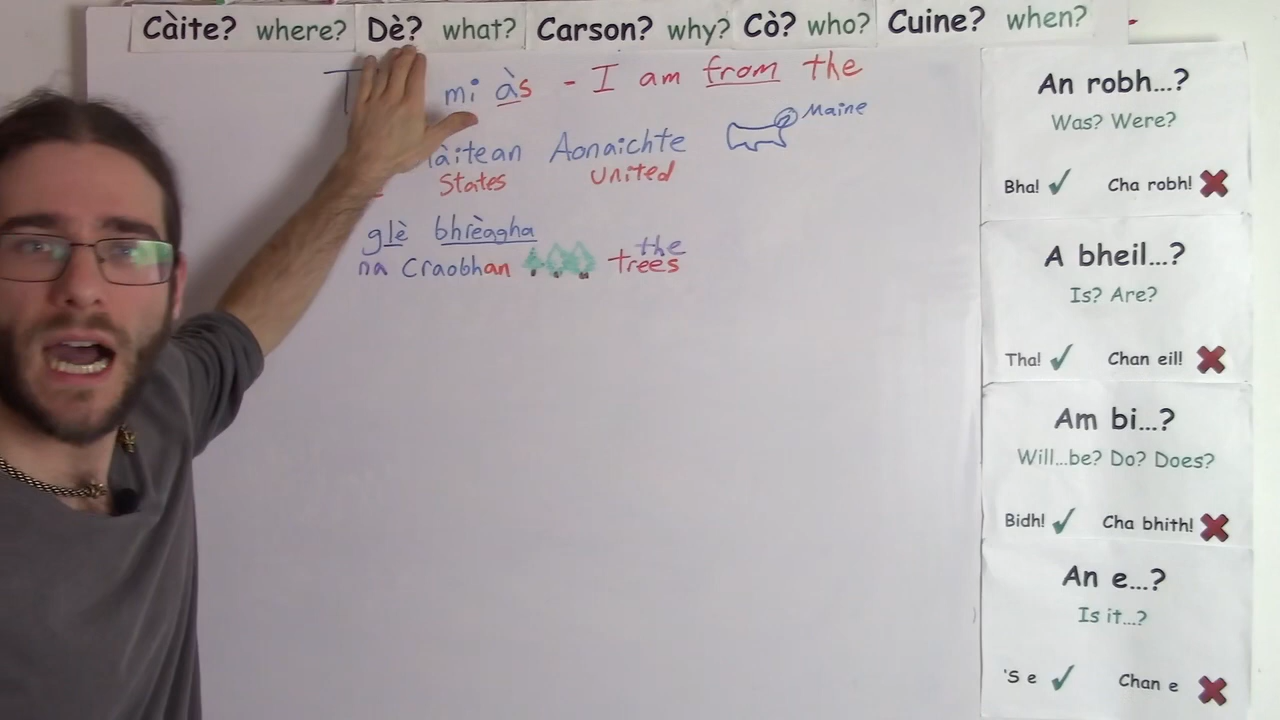 Càite? where? Dè? what? Carson? why? Cò? who? Cuine? when?
mi às - I am from the
Aonaichte Maine
States United
glè bhrèagha
na Craobhan the trees
An robh...?
Was? Were?
Bha! Cha robh!
A bheil...?
Is? Are?
Tha! Chan eil!
Am bi...?
Will...be? Do? Does?
Bidh! Cha bhith!
An e...?
Is it...?
'S e Chan e